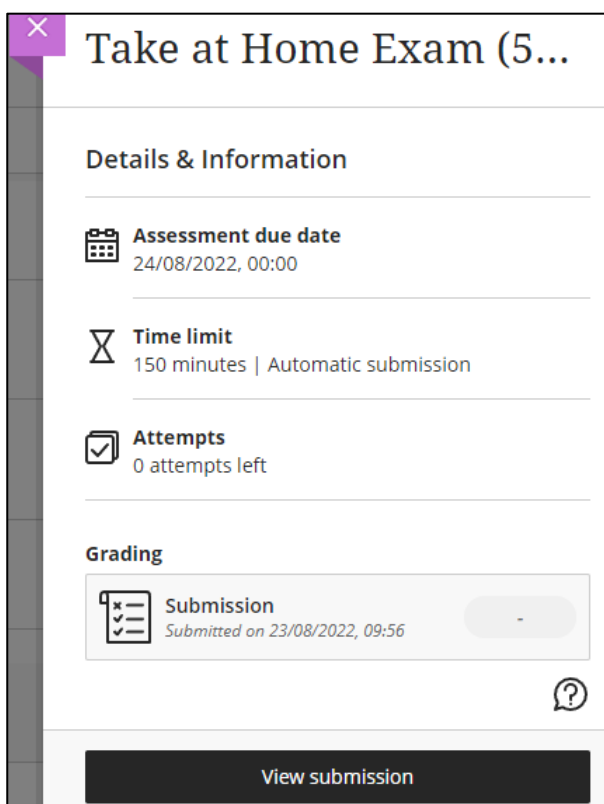 Take at Home Exam (5...
Details & Information
Assessment due date
24/08/2022, 00:00
Time limit
150 minutes | Automatic submission
Attempts
0 attempts left
Grading
Submission
Submitted on 23/08/2022, 09:56
-
View submission